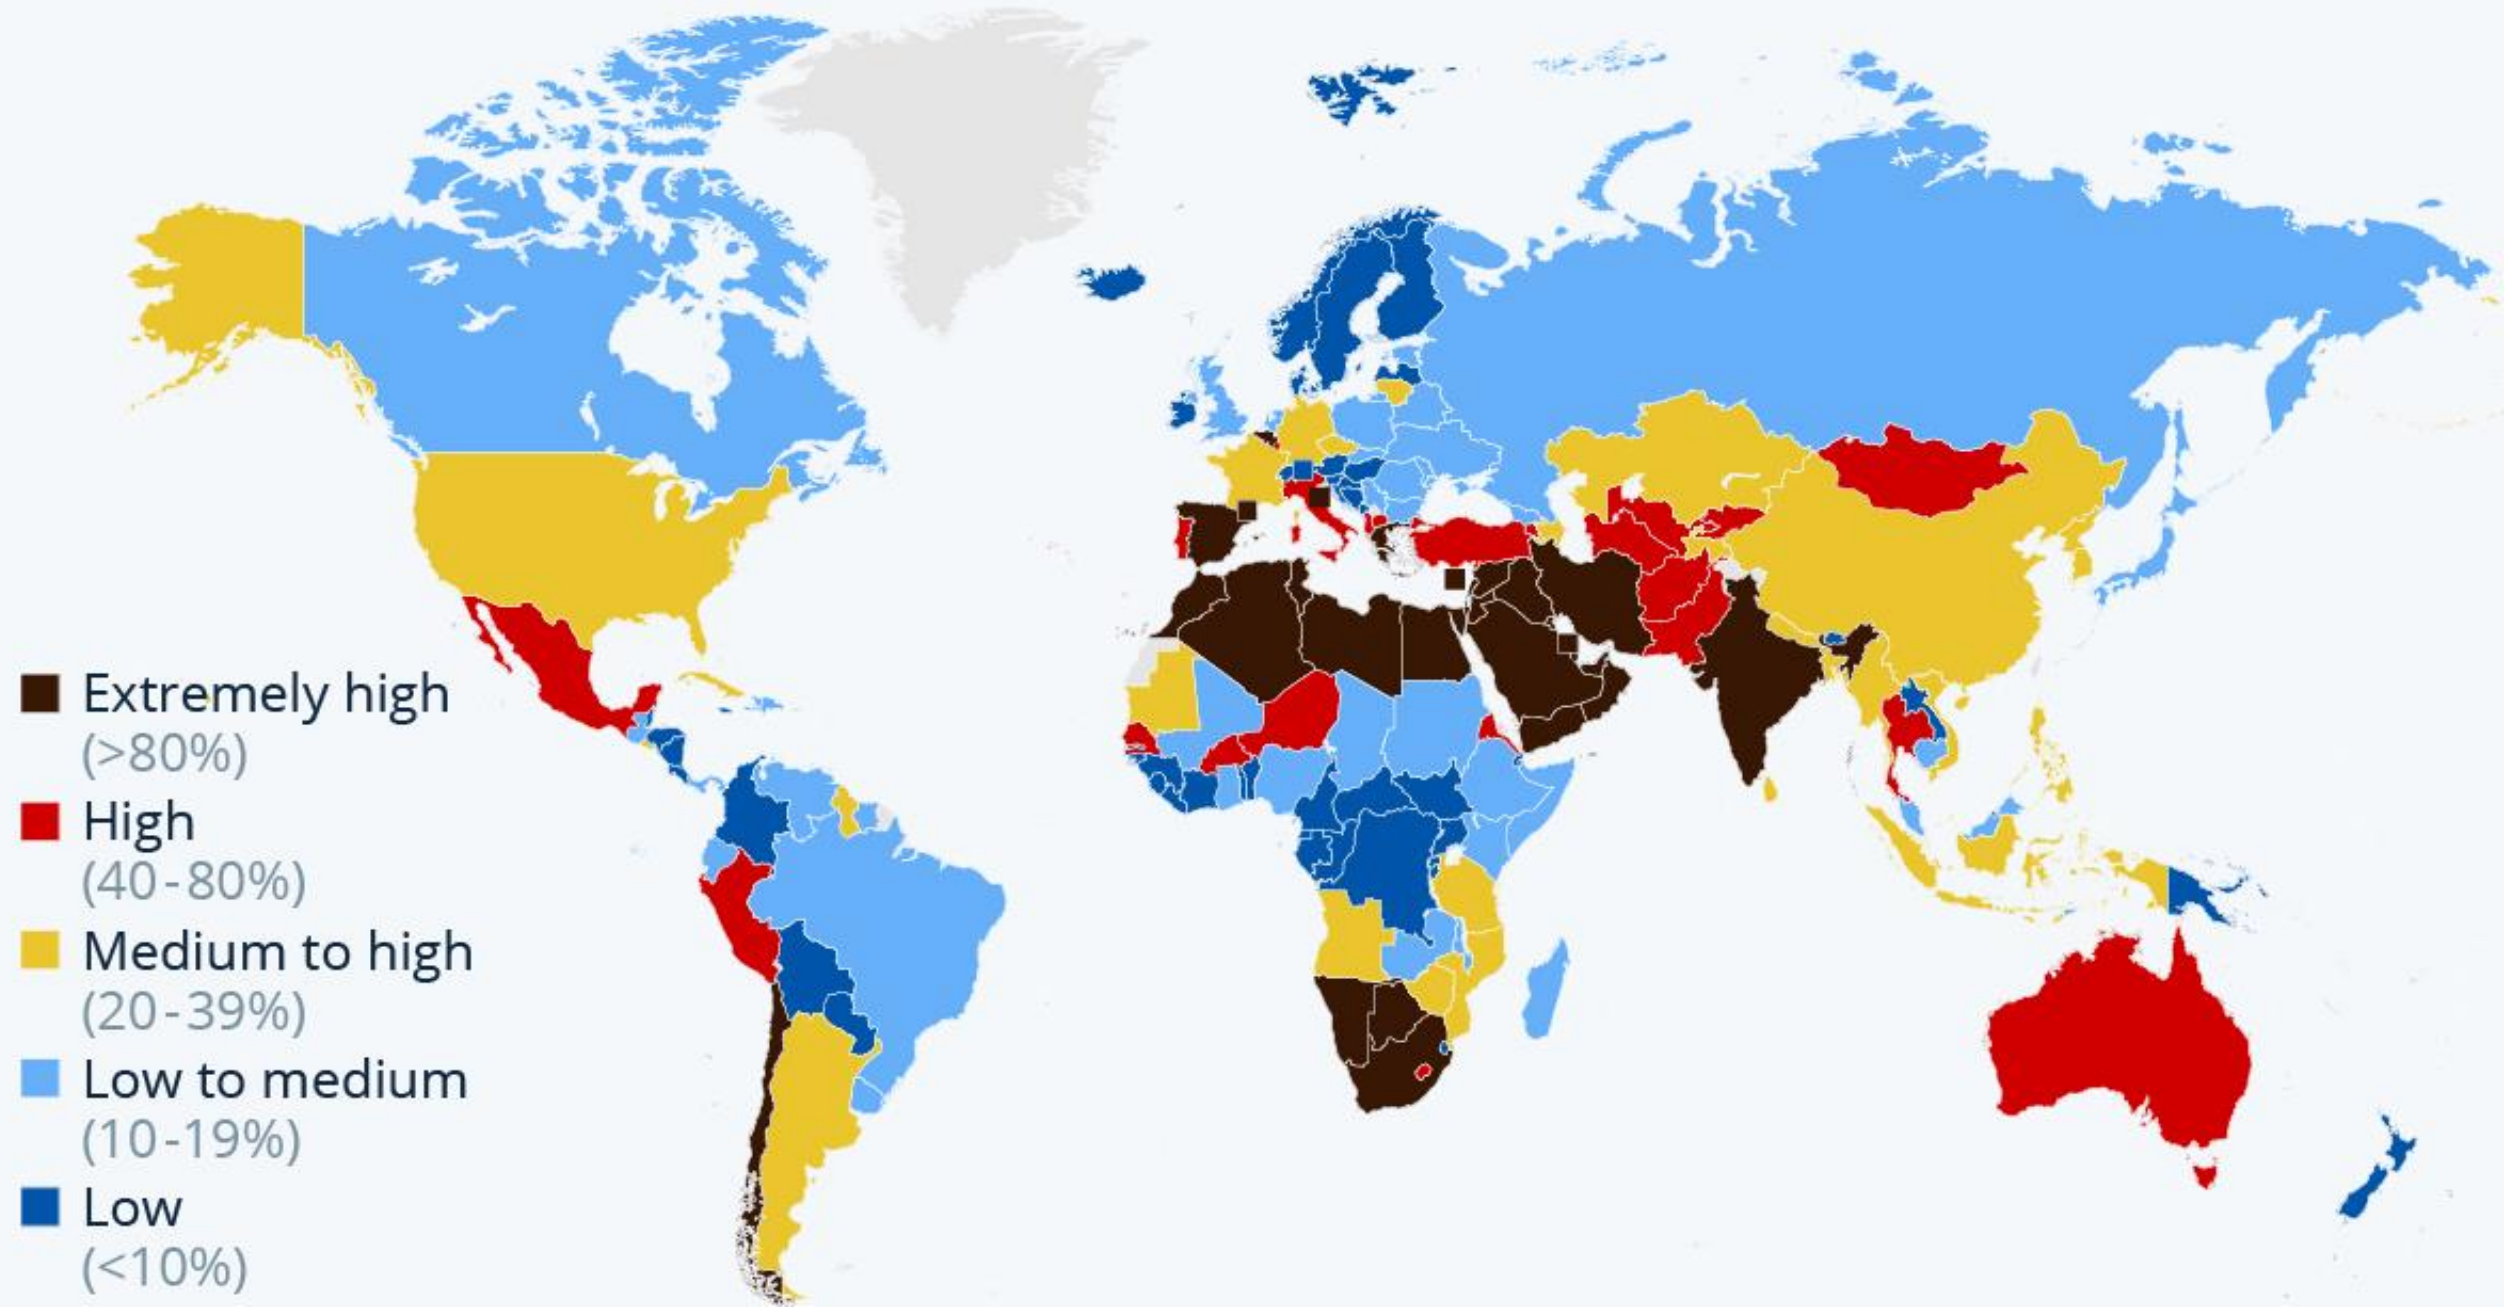 Extremely high
(>80%)
High
(40-80%)
Medium to high
(20-39%)
Low to medium
(10-19%)
Low
(<10%)